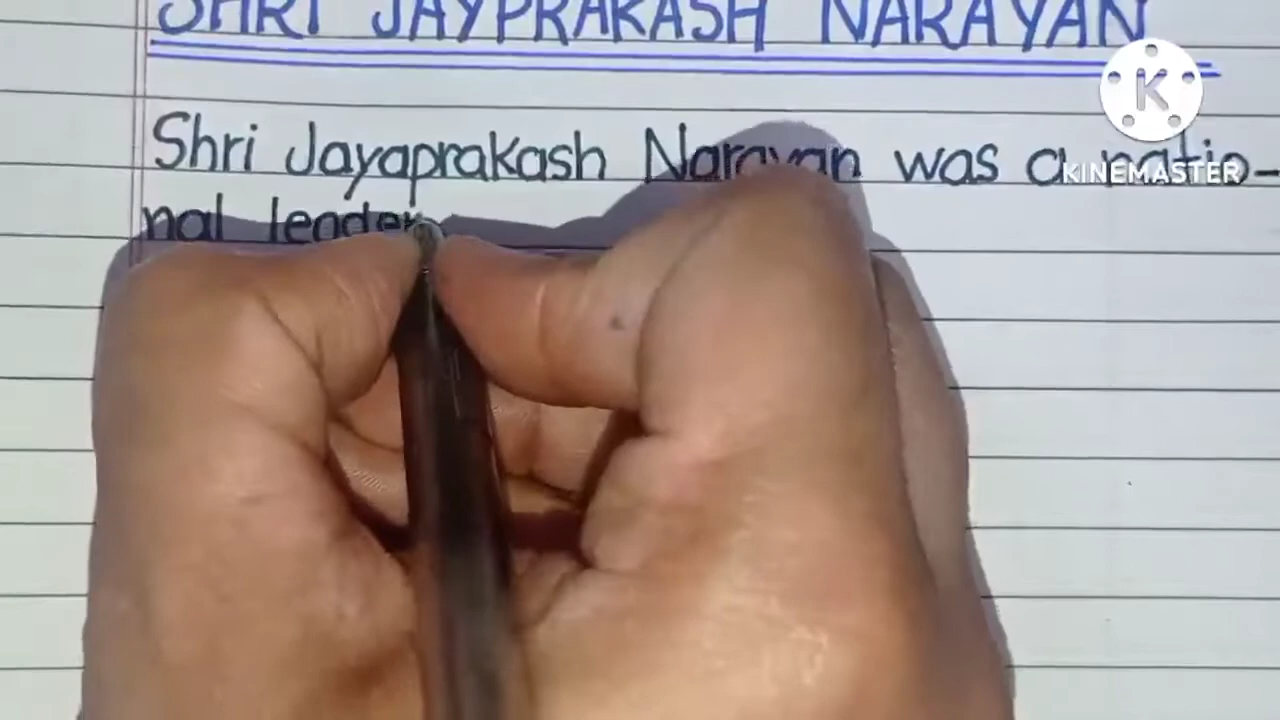 SHRI JAYPRAKASH NARAYAN
Shri Jayaprakash Narayan was a natio-
nal leader
K
KINEMASTER